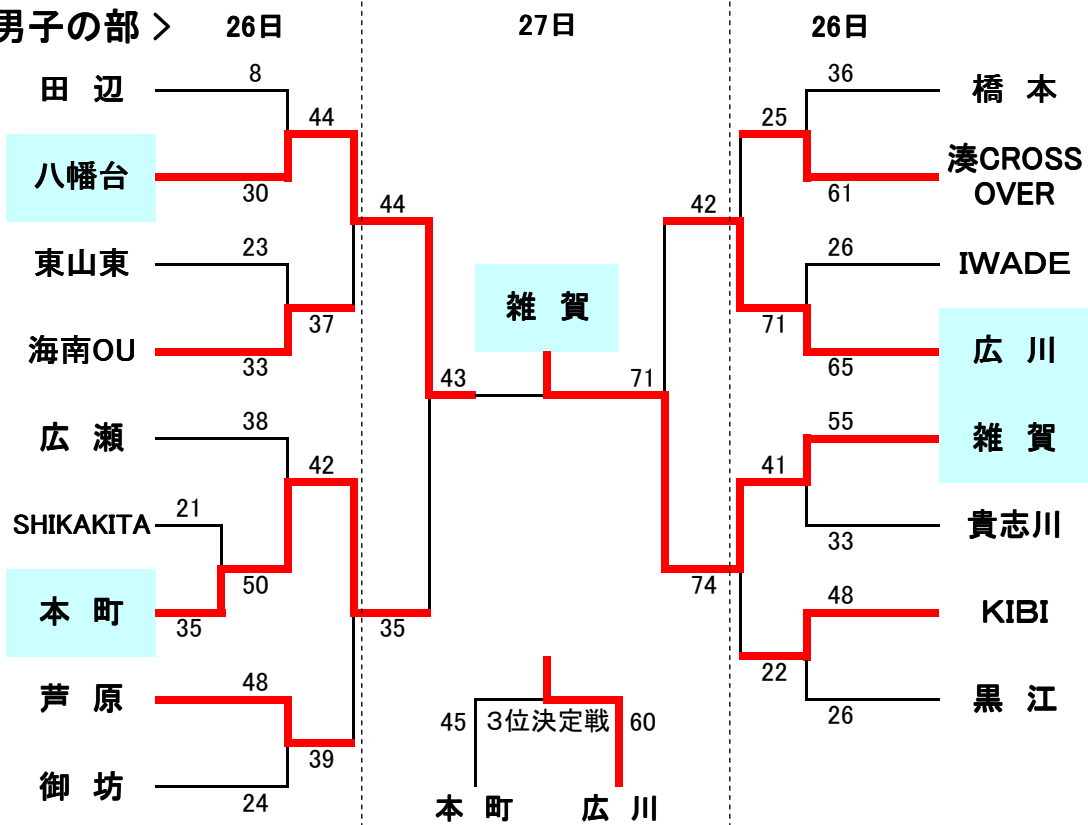 男子の部 >
26日
27日
26日
田 辺
8
44
八幡台
30
44
東山東
23
37
海南OU
33
43
広 瀬
38
42
SHIKAKITA
21
50
本 町
35
35
芦 原
48
39
御 坊
24
雑 賀
71
42
74
36
橋 本
25
湊CROSS
OVER
61
26
IWADE
71
広 川
65
55
雑 賀
41
貴志川
33
48
KIBI
22
黒 江
26
45
3位決定戦
60
本 町
広 川